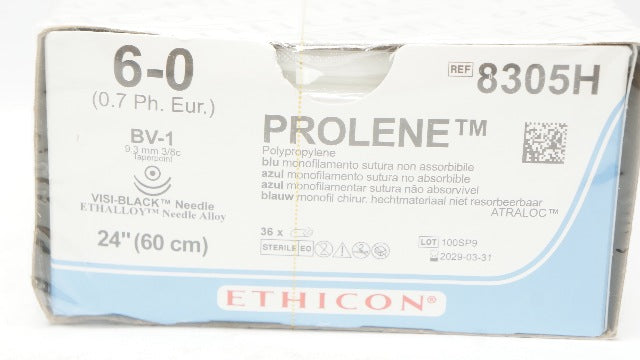 6-0
(0.7 Ph. Eur.)
BV-1
9.3 mm 3/8c
Taperpoint
VISI-BLACK™ Needle
ETHALLOY™ Needle Alloy
24" (60 cm)
REF 8305H
PROLENE™
Polypropylene
blu monofilamento sutura non assorbibile
azul monofilamento sutura no absorbible
azul monofilamentar sutura não absorvível
blauw monofil chirur. hechtmateriaal niet resorbeerbaar
ATRALOC™
36 x
STERILE EO
LOT 100SP9
2029-03-31
ETHICON®